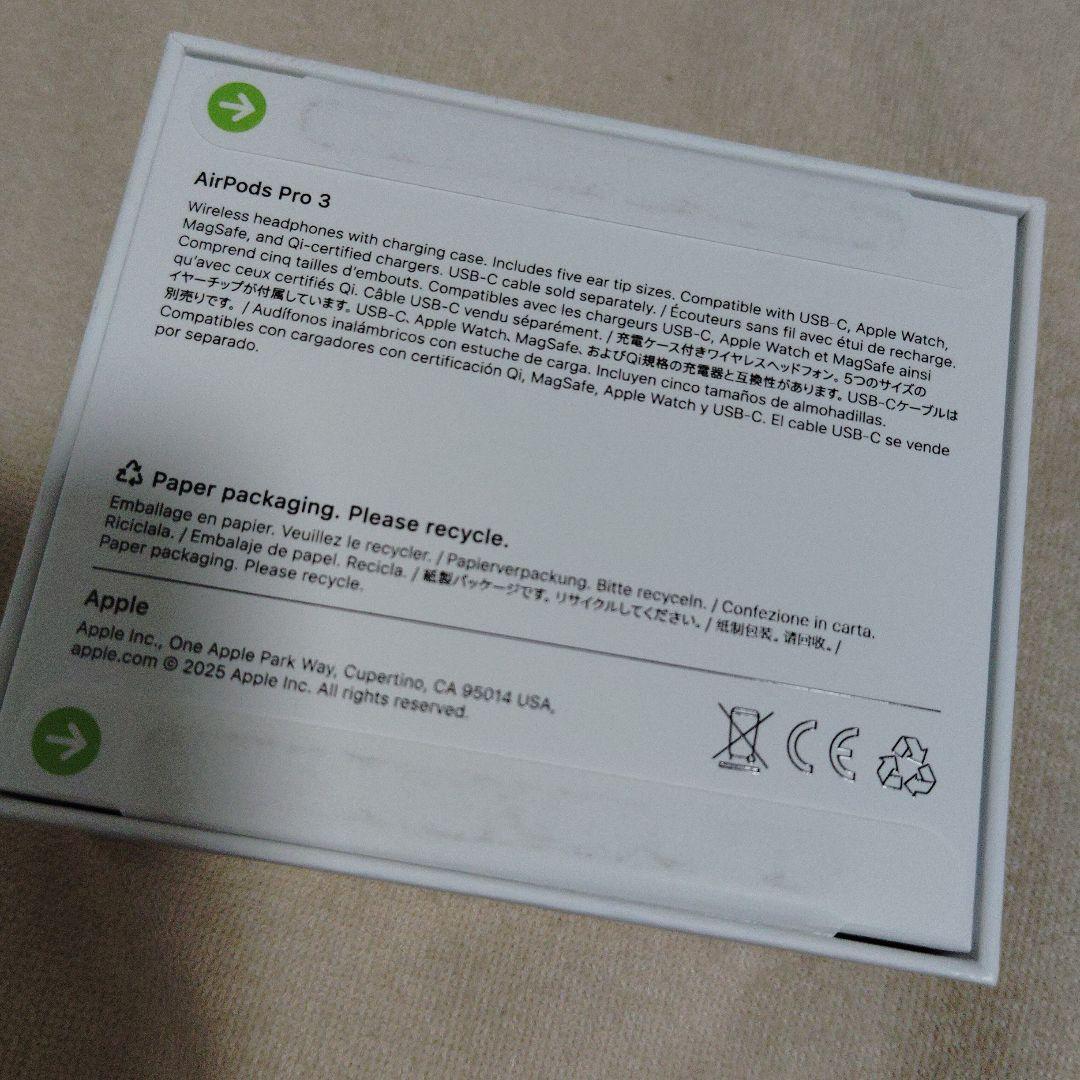 AirPods Pro 3
Wireless headphones with charging case. Includes five ear tip sizes. Compatible with USB-C, Apple Watch,
MagSafe, and Qi-certified chargers. USB-C cable sold separately. / Écouteurs sans fil avec étui de recharge.
Comprend cinq tailles d’embouts. Compatibles avec les chargeurs USB-C, Apple Watch et MagSafe ainsi
qu’avec ceux certifiés Qi. Câble USB-C vendu séparément. / 充電ケース付きワイヤレスヘッドフォン。5つのサイズの
イヤーチップが付属しています。USB-C、Apple Watch、MagSafe、およびQi規格の充電器と互換性があります。USB-Cケーブルは
別売りです。 / Audífonos inalámbricos con estuche de carga. Incluyen cinco tamaños de almohadillas.
Compatibles con cargadores con certificación Qi, MagSafe, Apple Watch y USB-C. El cable USB-C se vende
por separado.
Paper packaging. Please recycle.
Emballage en papier. Veuillez le recycler. / Papierverpackung. Bitte recyceln. / Confezione in carta.
Riciclala. / Embalaje de papel. Recicla. / 紙製パッケージです。リサイクルしてください。 / 纸制包装。请回收。 /
Paper packaging. Please recycle.
Apple
Apple Inc., One Apple Park Way, Cupertino, CA 95014 USA,
apple.com © 2025 Apple Inc. All rights reserved.
CE